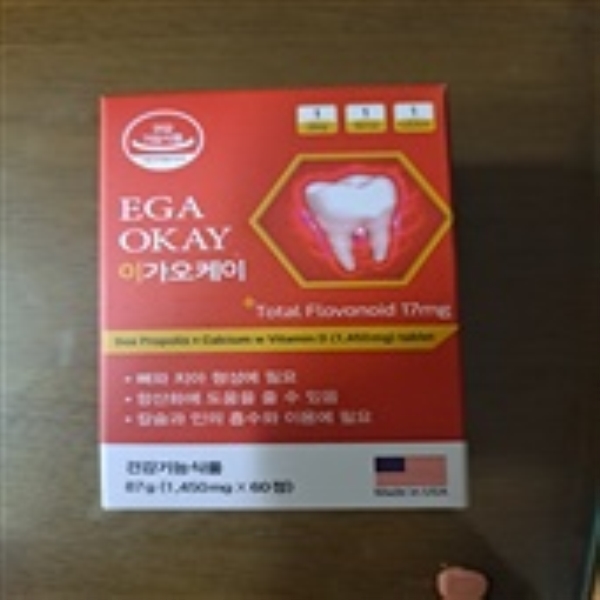 1
1
1
EGA
OKAY
이가오케이
*Total Flovonoid 17mg
Propolis + Calcium + Vitamin D (1,450mg) tablet
• 뼈와 치아 형성에 필요
• 항산화에 도움을 줄 수 있음
• 칼슘과 인의 흡수와 이용에 필요
건강기능식품
87g (1,450mg × 60정)
Made in USA